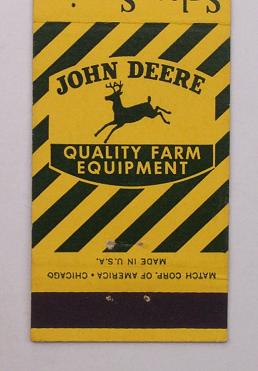 JOHN DEERE
QUALITY FARM
EQUIPMENT
MATCH CORP. OF AMERICA • CHICAGO
MADE IN U.S.A.